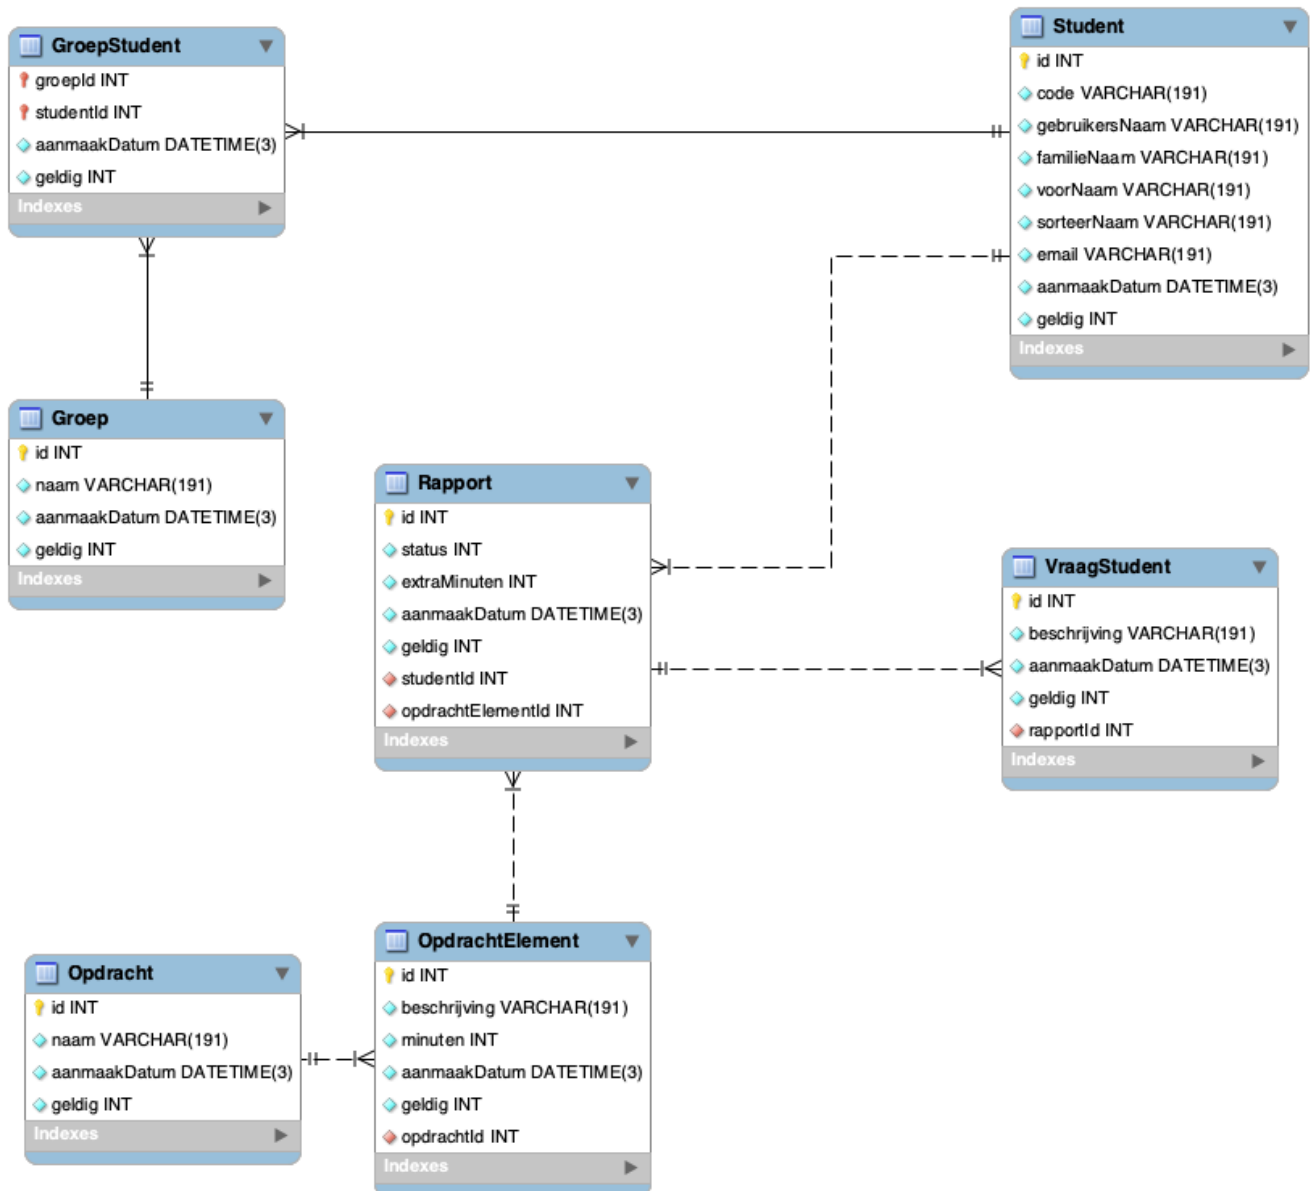 GroepStudent
groepId INT
studentId INT
aanmaakDatum DATETIME(3)
geldig INT
Indexes
Student
id INT
code VARCHAR(191)
gebruikersNaam VARCHAR(191)
familieNaam VARCHAR(191)
voorNaam VARCHAR(191)
sorteerNaam VARCHAR(191)
email VARCHAR(191)
aanmaakDatum DATETIME(3)
geldig INT
Indexes
Groep
id INT
naam VARCHAR(191)
aanmaakDatum DATETIME(3)
geldig INT
Indexes
Rapport
id INT
status INT
extraMinuten INT
aanmaakDatum DATETIME(3)
geldig INT
studentId INT
opdrachtElementId INT
Indexes
VraagStudent
id INT
beschrijving VARCHAR(191)
aanmaakDatum DATETIME(3)
geldig INT
rapportId INT
Indexes
Opdracht
id INT
naam VARCHAR(191)
aanmaakDatum DATETIME(3)
geldig INT
Indexes
OpdrachtElement
id INT
beschrijving VARCHAR(191)
minuten INT
aanmaakDatum DATETIME(3)
geldig INT
opdrachtId INT
Indexes